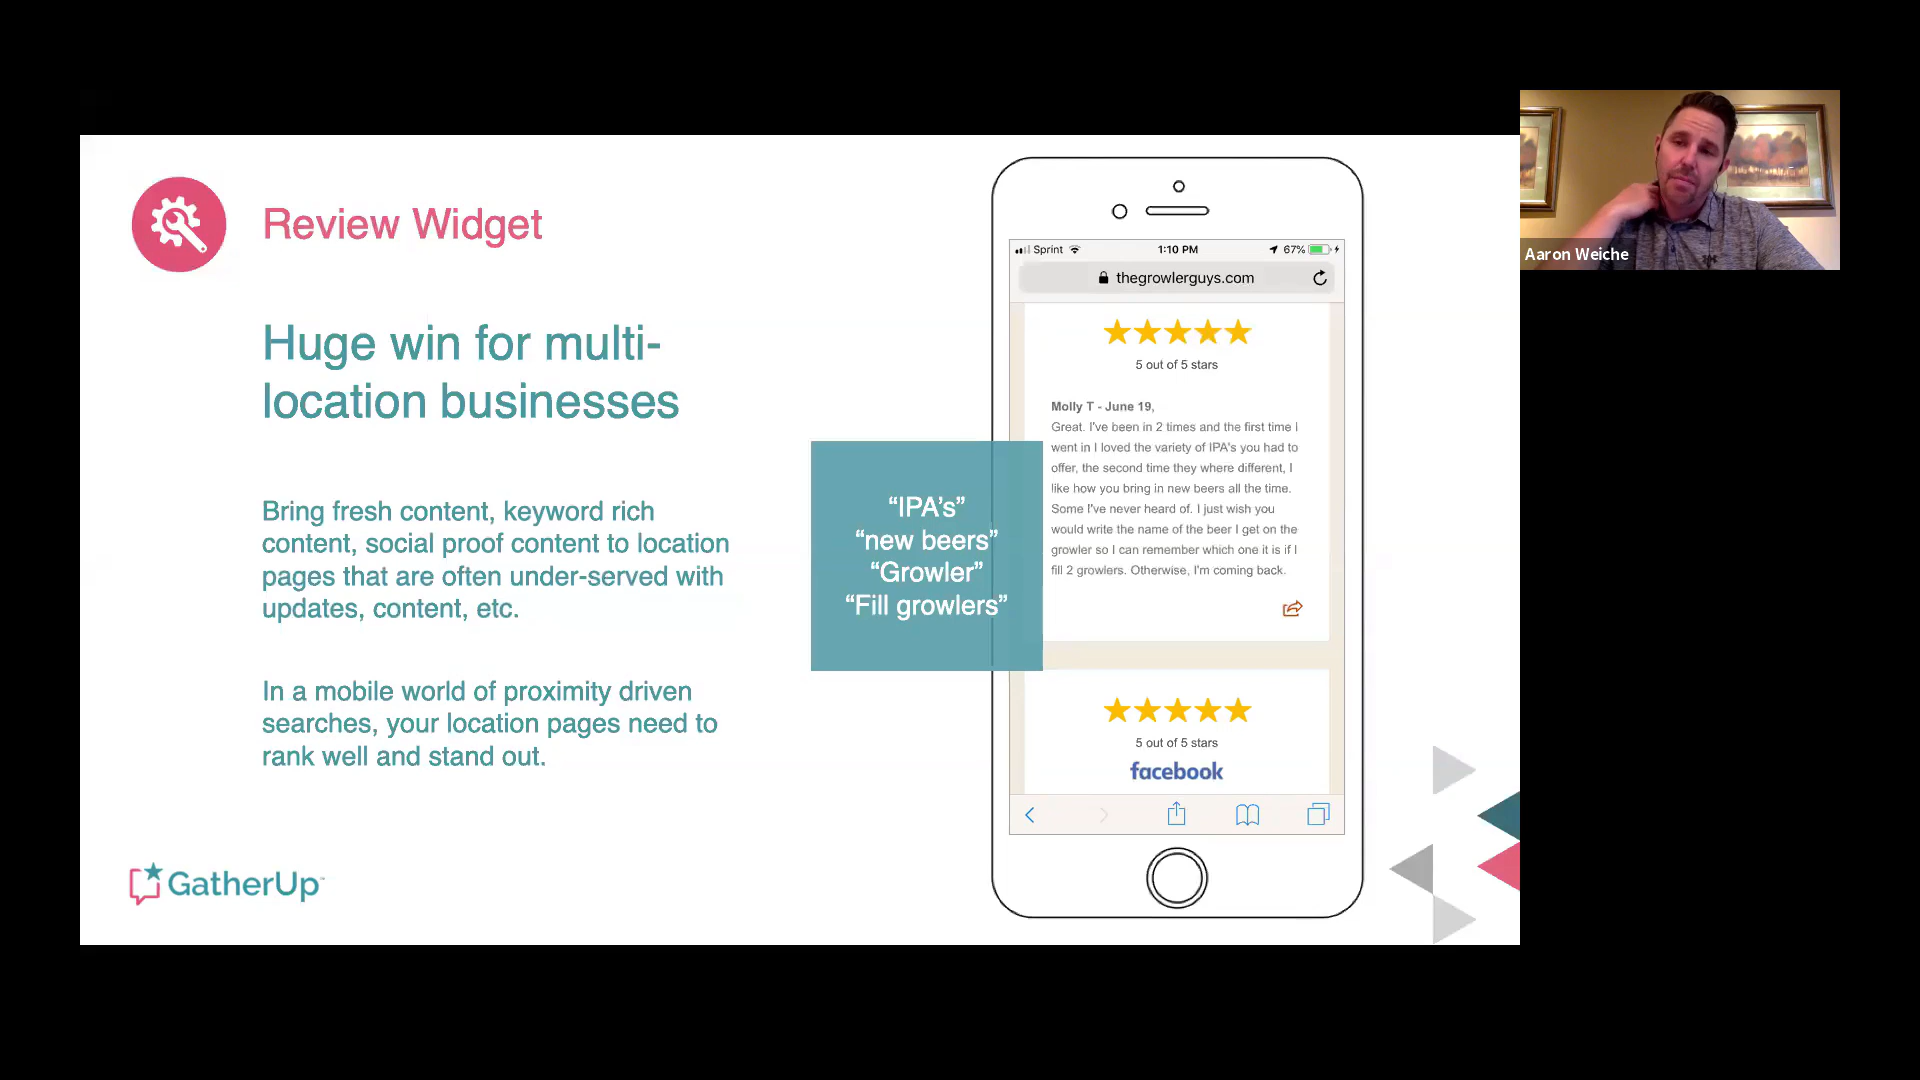 Review Widget
Huge win for multi-
location businesses
Bring fresh content, keyword rich
content, social proof content to location
pages that are often under-served with
updates, content, etc.
In a mobile world of proximity driven
searches, your location pages need to
rank well and stand out.
GatherUp™
“IPA’s”
“new beers”
“Growler”
“Fill growlers”
Sprint 1:10 PM 67%
thegrowlerguys.com
5 out of 5 stars
Molly T - June 19,
Great. I've been in 2 times and the first time I
went in I loved the variety of IPA's you had to
offer, the second time they where different, I
like how you bring in new beers all the time.
Some I've never heard of. I just wish you
would write the name of the beer I get on the
growler so I can remember which one it is if I
fill 2 growlers. Otherwise, I'm coming back.
5 out of 5 stars
facebook
Aaron Weiche